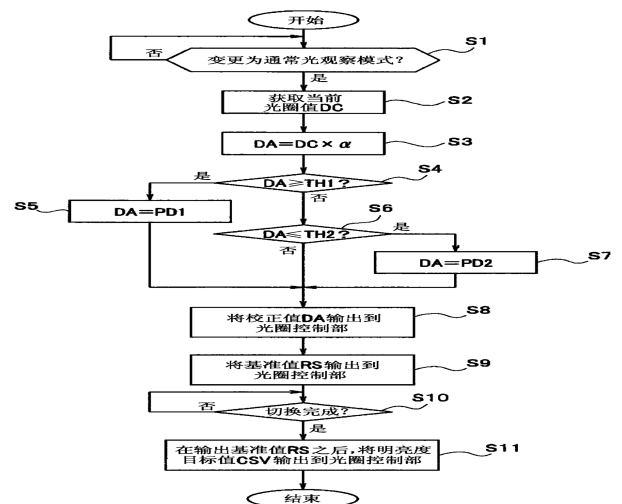 开始
S1
变更为通常光观察模式?
否
是
S2
获取当前
光圈值DC
S3
DA=DC×α
S4
DA≥TH1?
是
否
S5
DA=PD1
S6
DA≤TH2?
是
否
S7
DA=PD2
S8
将校正值DA输出到
光圈控制部
S9
将基准值RS输出到
光圈控制部
S10
切换完成?
否
是
S11
在输出基准值RS之后,将明亮度
目标值CSV输出到光圈控制部
结束